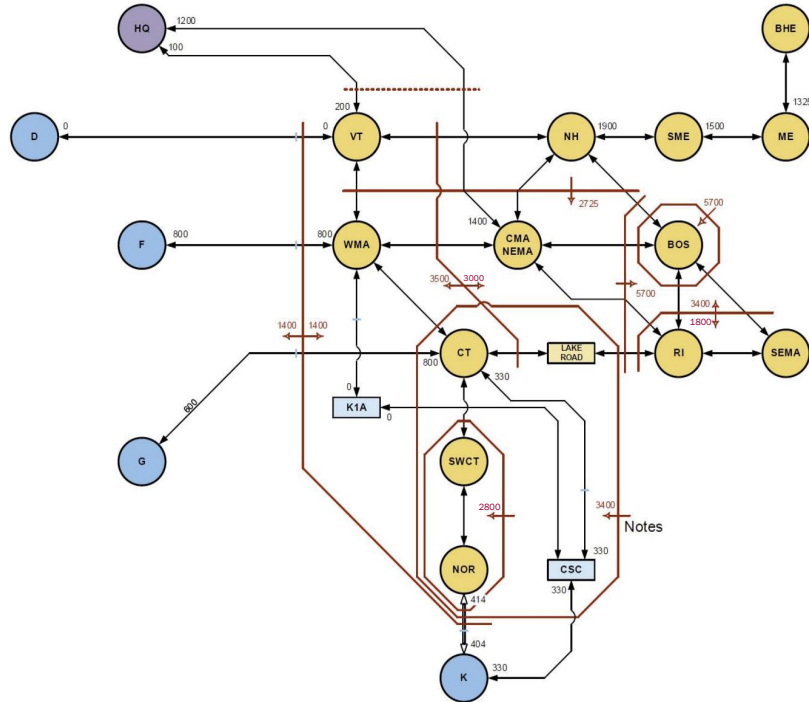 HQ
1200
100
BHE
1325
200
D
0
0
VT
NH
1900
SME
1500
ME
2725
5700
1400
F
800
800
WMA
CMA
NEMA
BOS
3500
3000
5700
3400
1800
1400
1400
CT
800
330
LAKE
ROAD
RI
SEMA
0
K1A
0
600
G
SWCT
2800
3400
Notes
NOR
330
CSC
330
414
404
K
330